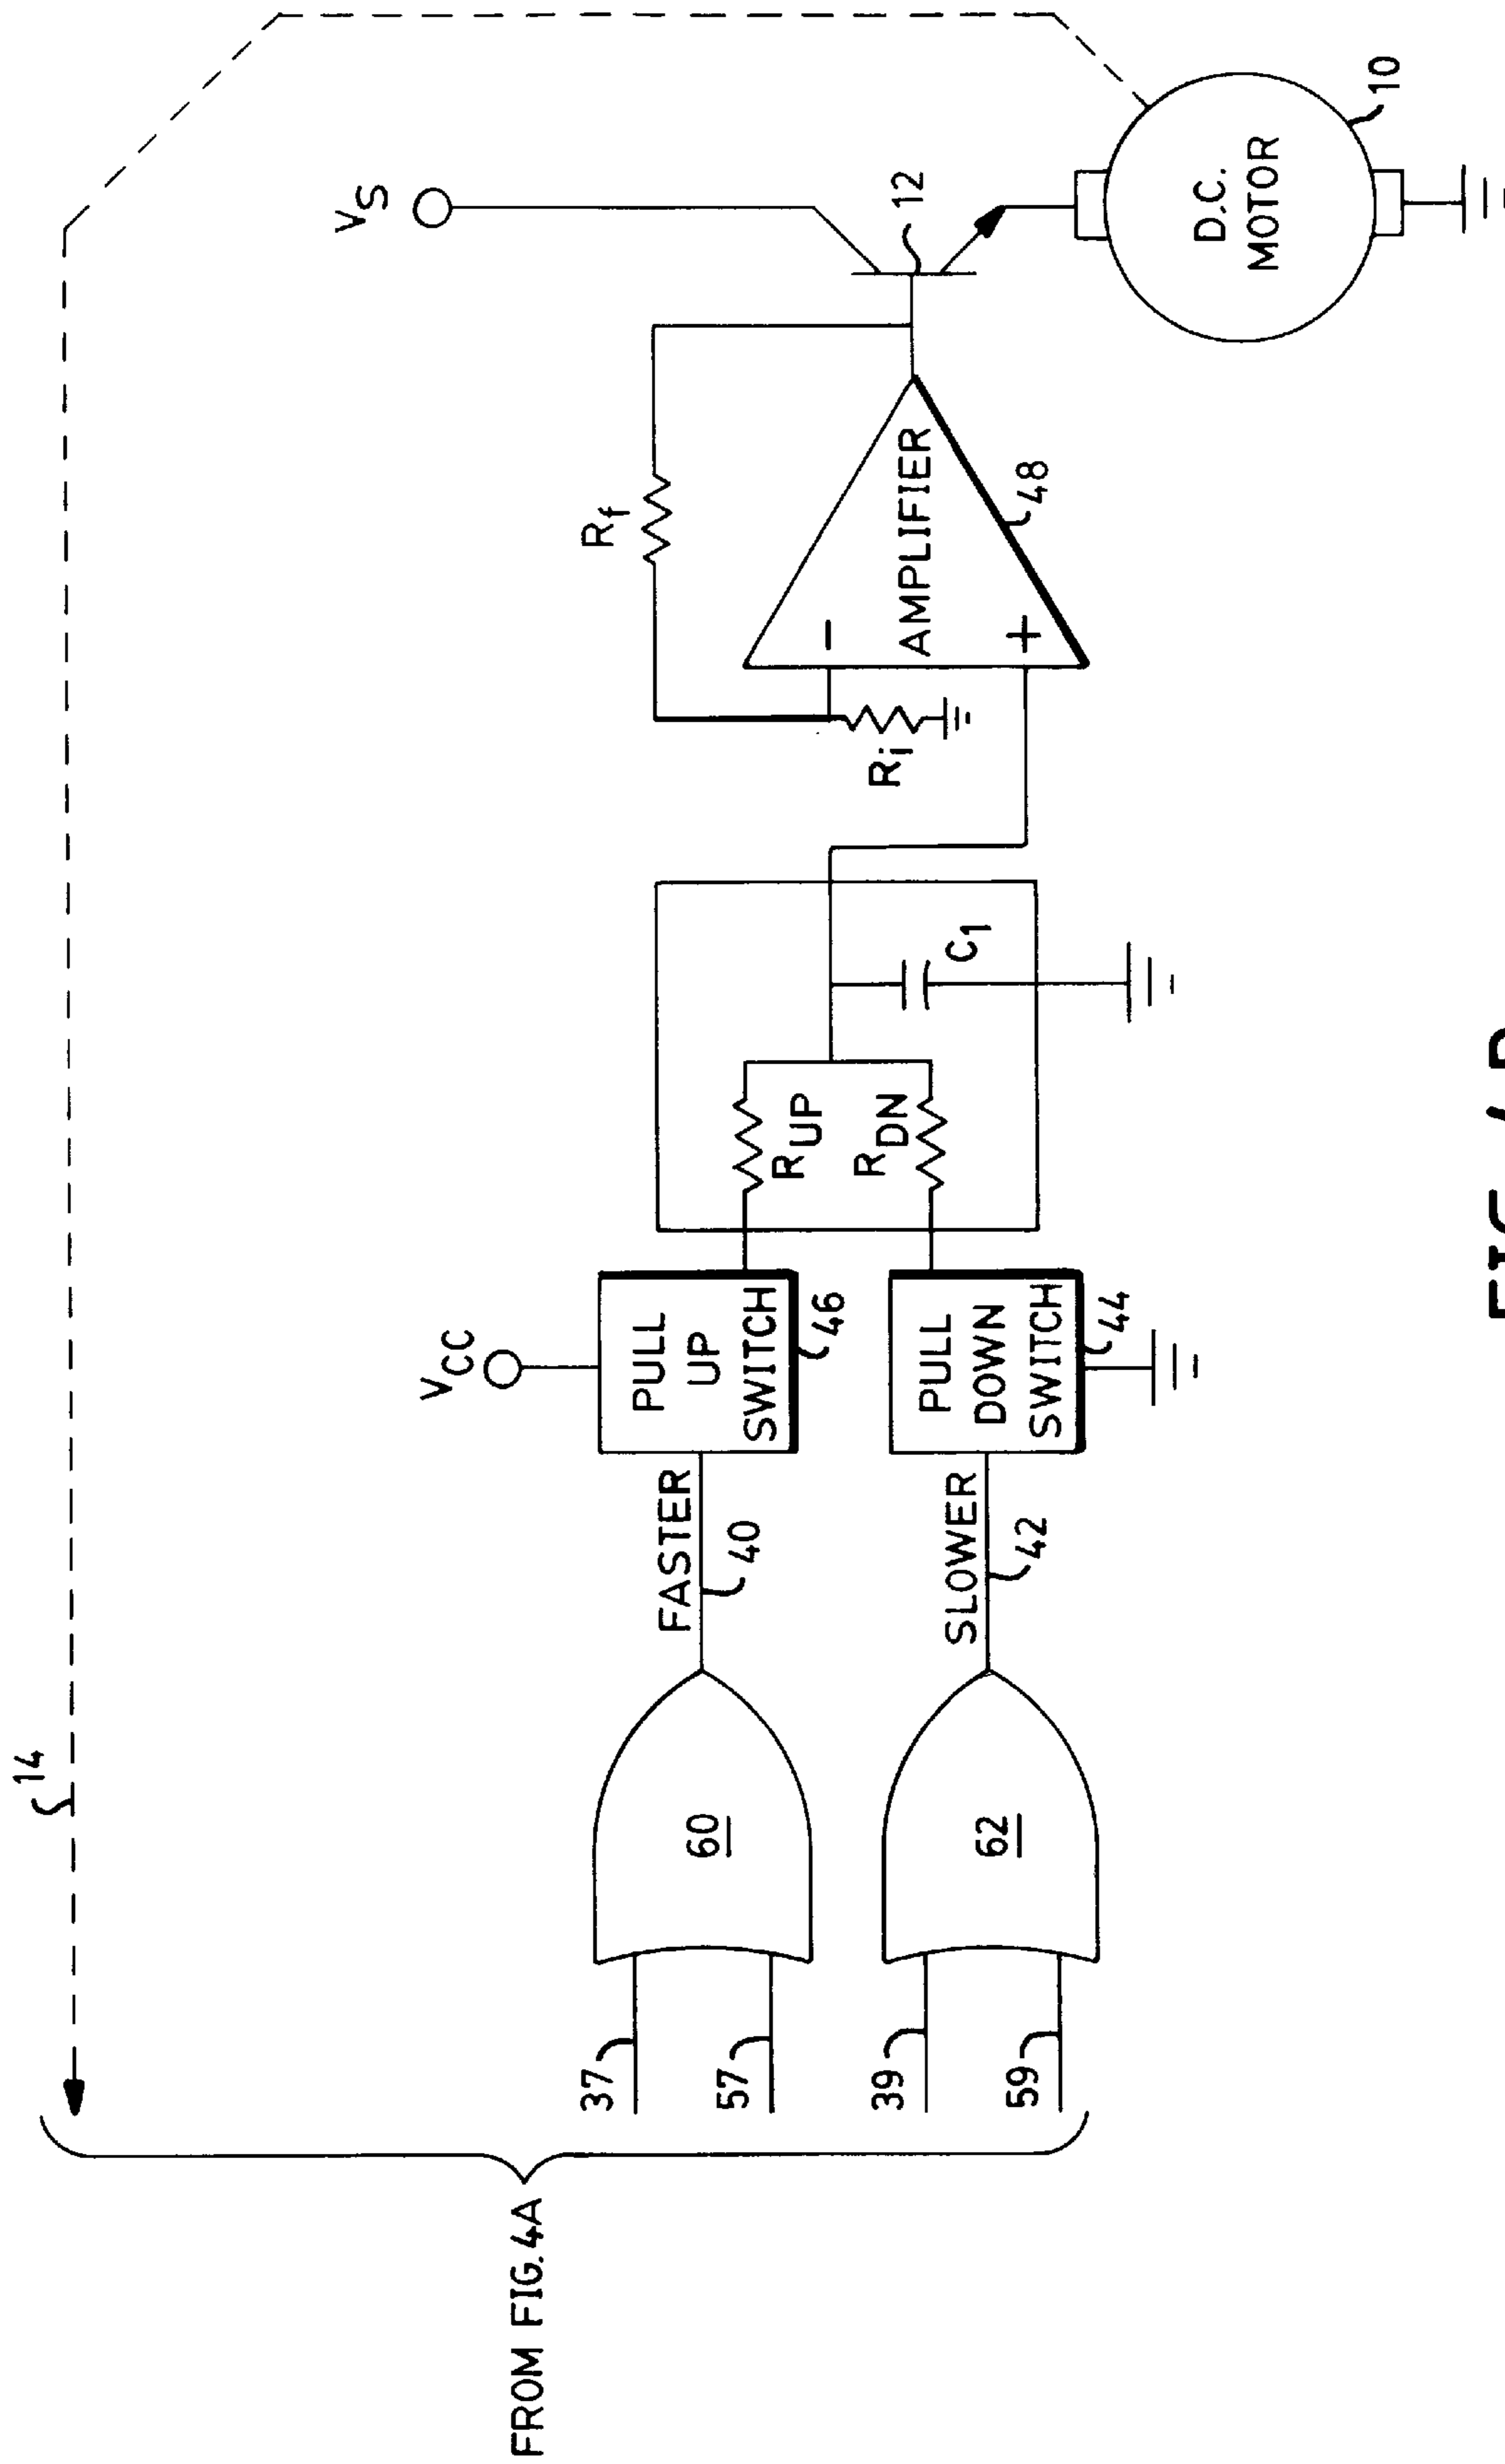 14
FROM FIG. 4A
37
57
39
59
60
62
FASTER
40
SLOWER
42
VCC
PULL
UP
SWITCH
46
PULL
DOWN
SWITCH
44
RUP
RDN
C1
Ri
Rf
−
+
AMPLIFIER
48
VS
12
D.C.
MOTOR
10